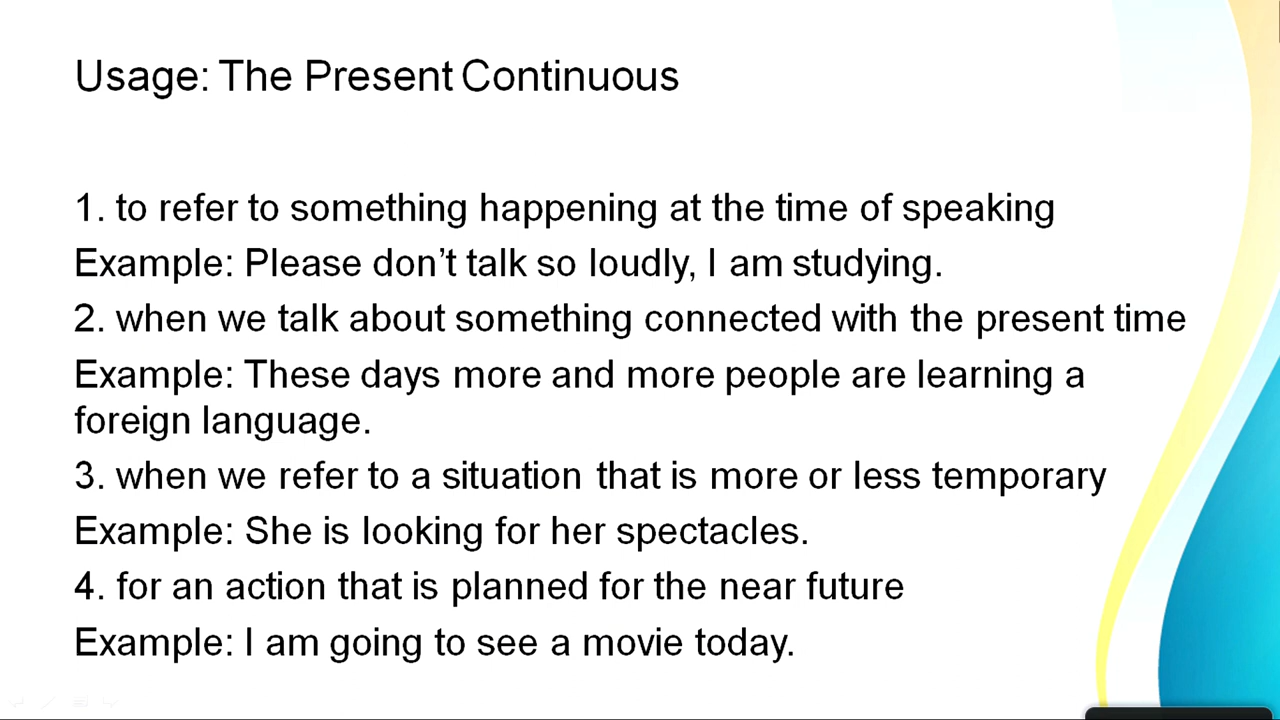 Usage: The Present Continuous
1. to refer to something happening at the time of speaking
Example: Please don’t talk so loudly, I am studying.
2. when we talk about something connected with the present time
Example: These days more and more people are learning a
foreign language.
3. when we refer to a situation that is more or less temporary
Example: She is looking for her spectacles.
4. for an action that is planned for the near future
Example: I am going to see a movie today.